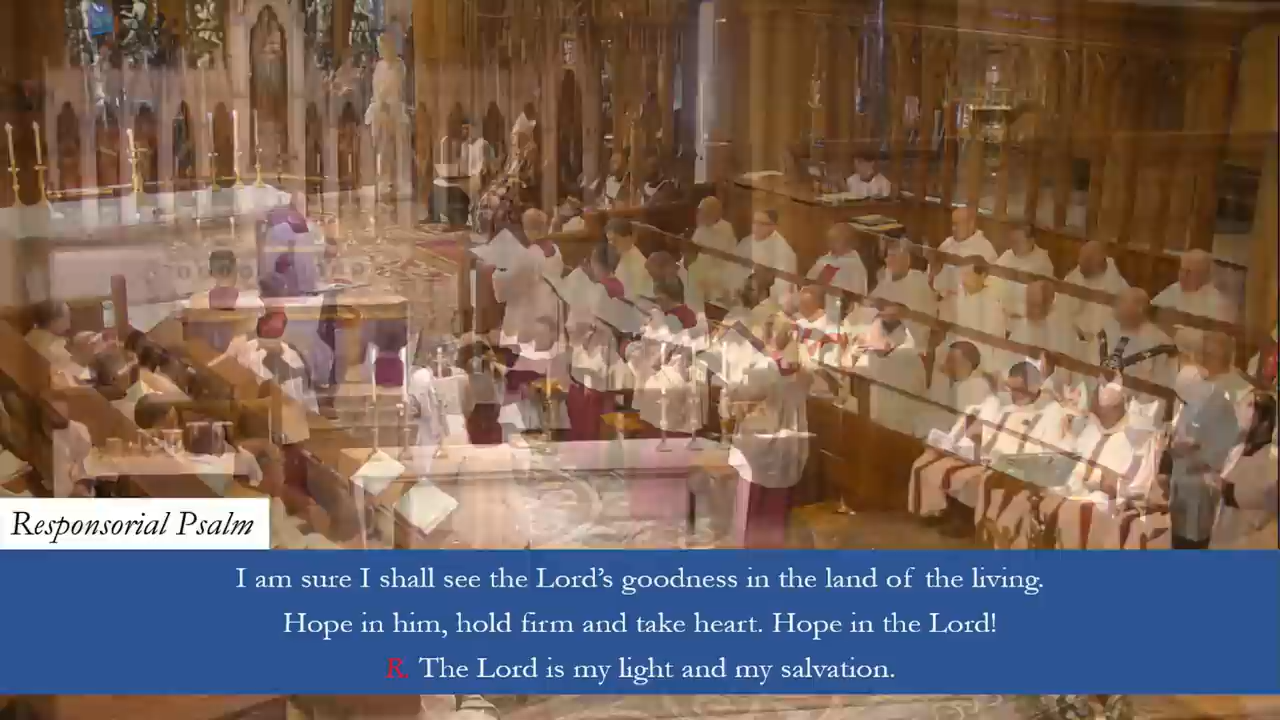 Responsorial Psalm
I am sure I shall see the Lord’s goodness in the land of the living.
Hope in him, hold firm and take heart. Hope in the Lord!
R. The Lord is my light and my salvation.